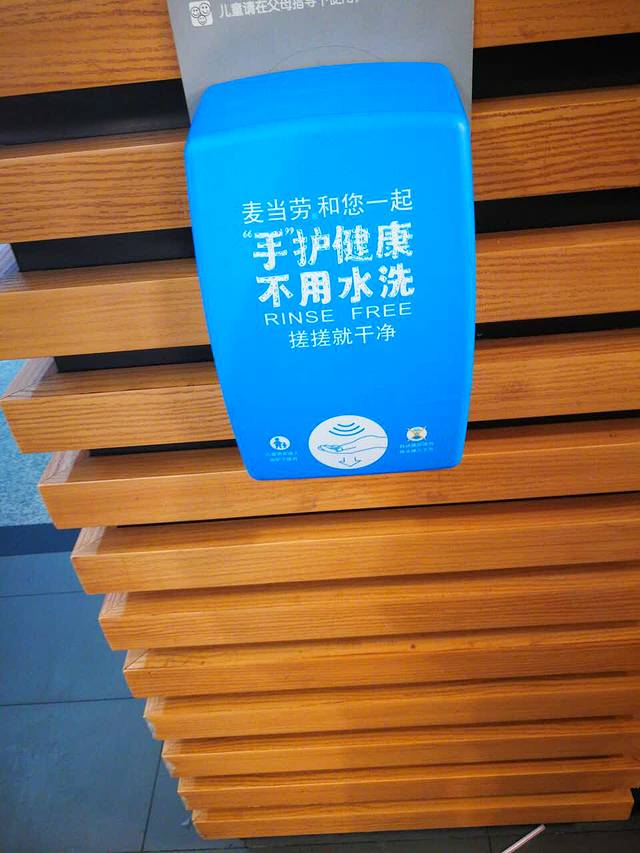 儿童请在父母指导下使用
麦当劳和您一起
“手”护健康
不用水洗
RINSE FREE
搓搓就干净